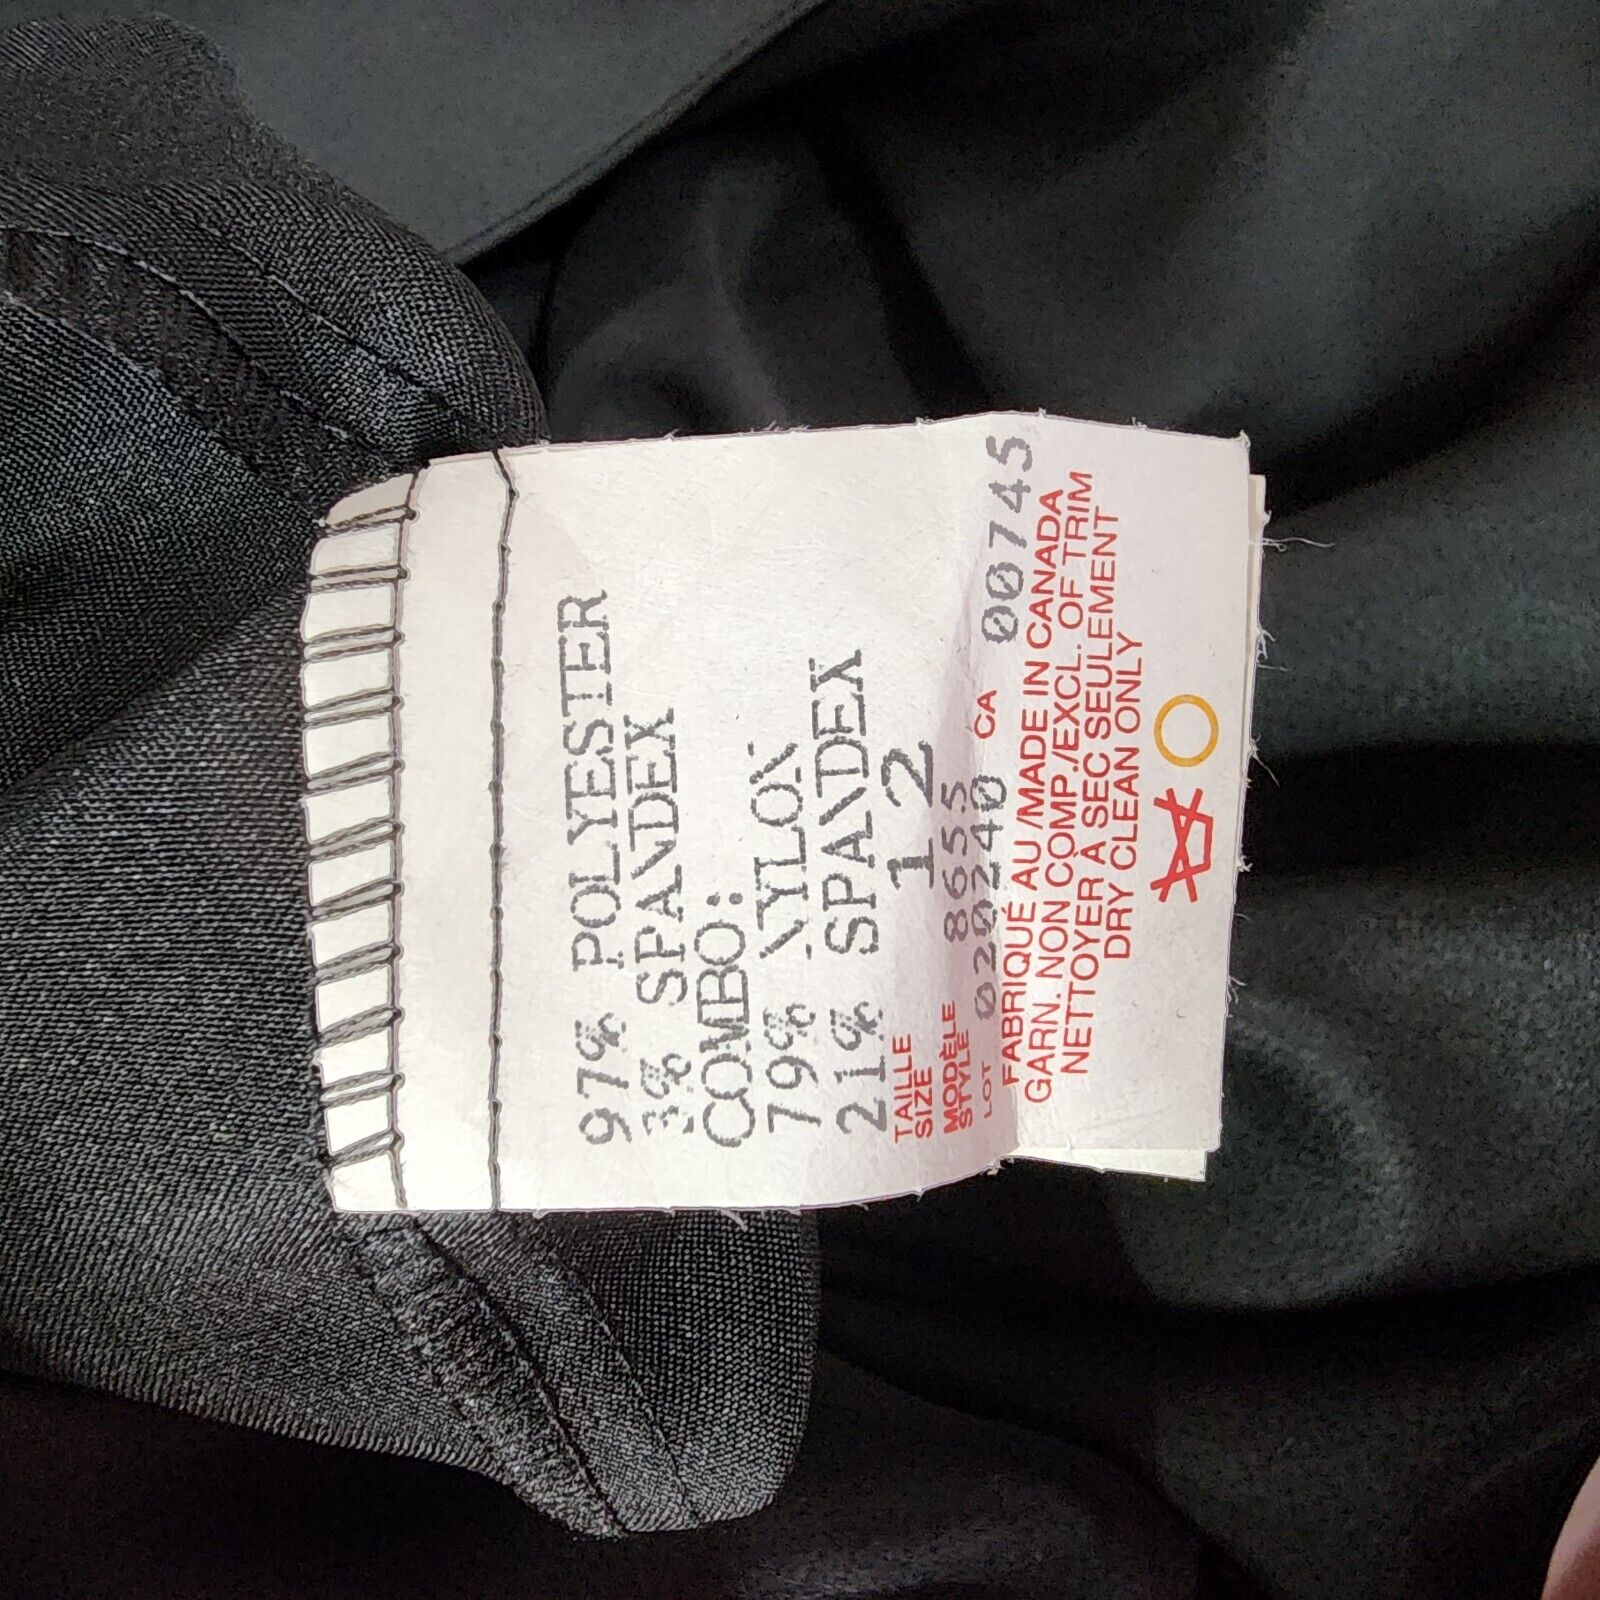 97% POLYESTER
3% SPANDEX
COMBO:
79% NYLON
21% SPANDEX
TAILLE
SIZE 12
MODÈLE
STYLE 8655
LOT 020240 CA 00745
FABRIQUÉ AU /MADE IN CANADA
GARN. NON COMP./EXCL. OF TRIM
NETTOYER À SEC SEULEMENT
DRY CLEAN ONLY